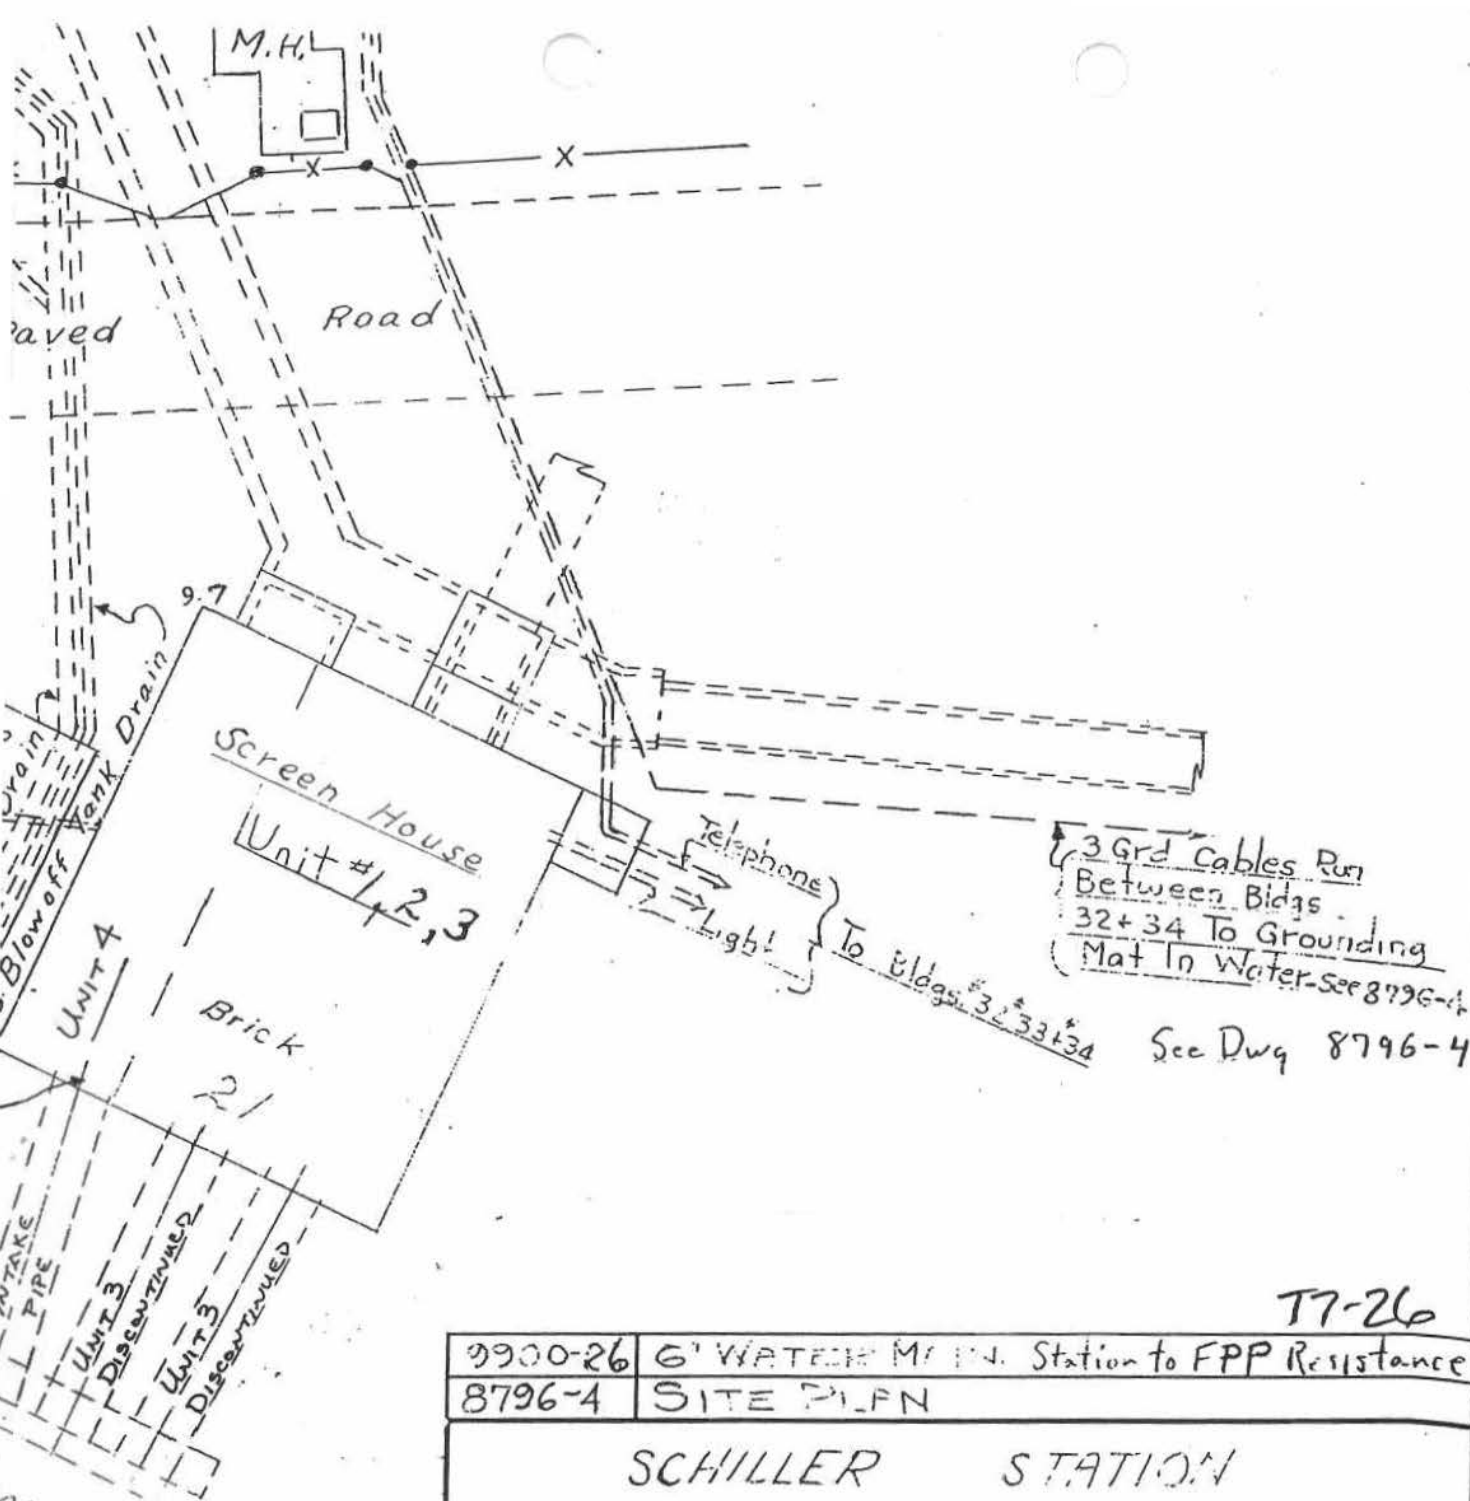 M.H.
X
X
Road
9.7
Drain
Blowoff Tank Drain
Screen House
Unit #1, 2, 3
UNIT 4
Brick
21
Telephone
Light
To Bldgs. #32 #33+#34
3 Grd Cables Run
Between Bldgs.
32+34 To Grounding
Mat In Water-See 8796-4
See Dwg 8796-4
PIPE
UNIT 3
DISCONTINUED
UNIT 3
DISCONTINUED
T7-26
9900-26 6" WATER MAIN. Station to FPP Resistance
8796-4 SITE PLAN
SCHILLER STATION